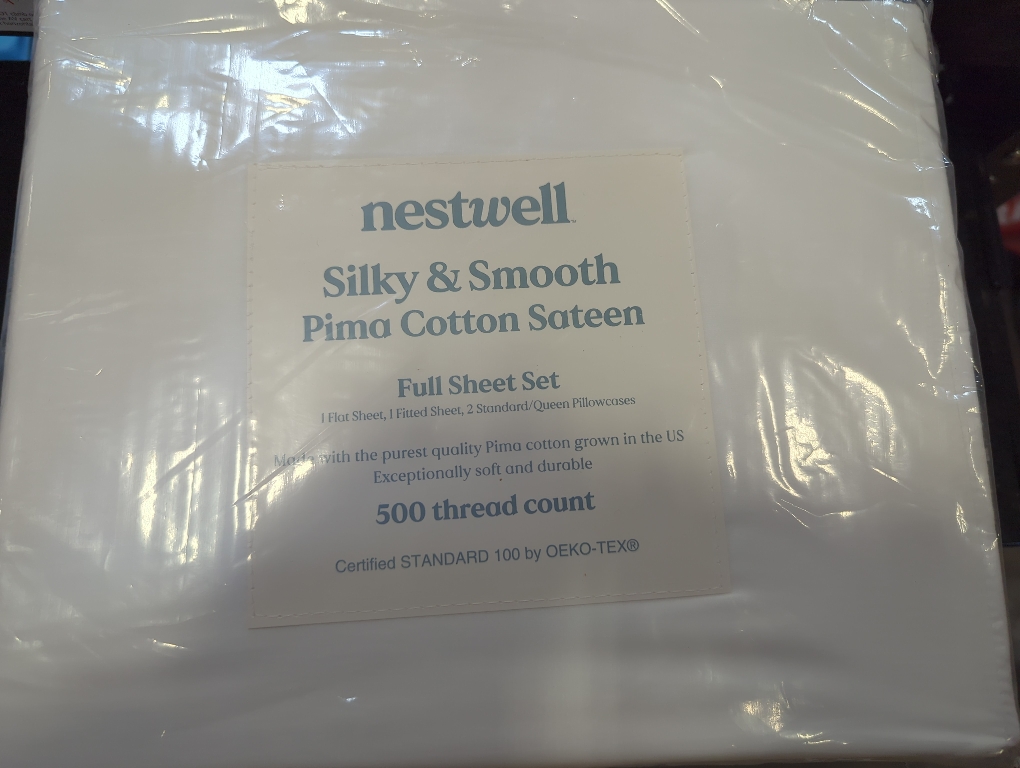 nestwell™
Silky & Smooth
Pima Cotton Sateen
Full Sheet Set
1 Flat Sheet, 1 Fitted Sheet, 2 Standard/Queen Pillowcases
Made with the purest quality Pima cotton grown in the US
Exceptionally soft and durable
500 thread count
Certified STANDARD 100 by OEKO-TEX®